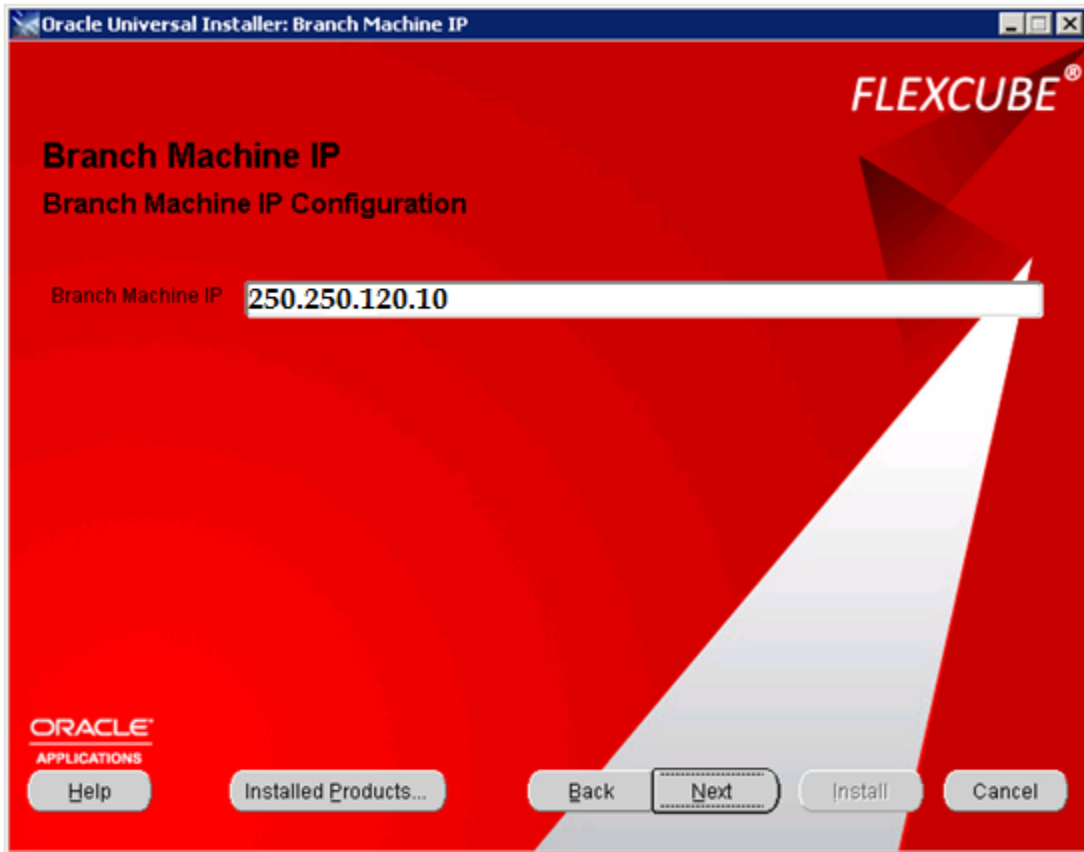 Oracle Universal Installer: Branch Machine IP
FLEXCUBE®
Branch Machine IP
Branch Machine IP Configuration
Branch Machine IP 250.250.120.10
ORACLE®
APPLICATIONS
Help Installed Products... Back Next Install Cancel